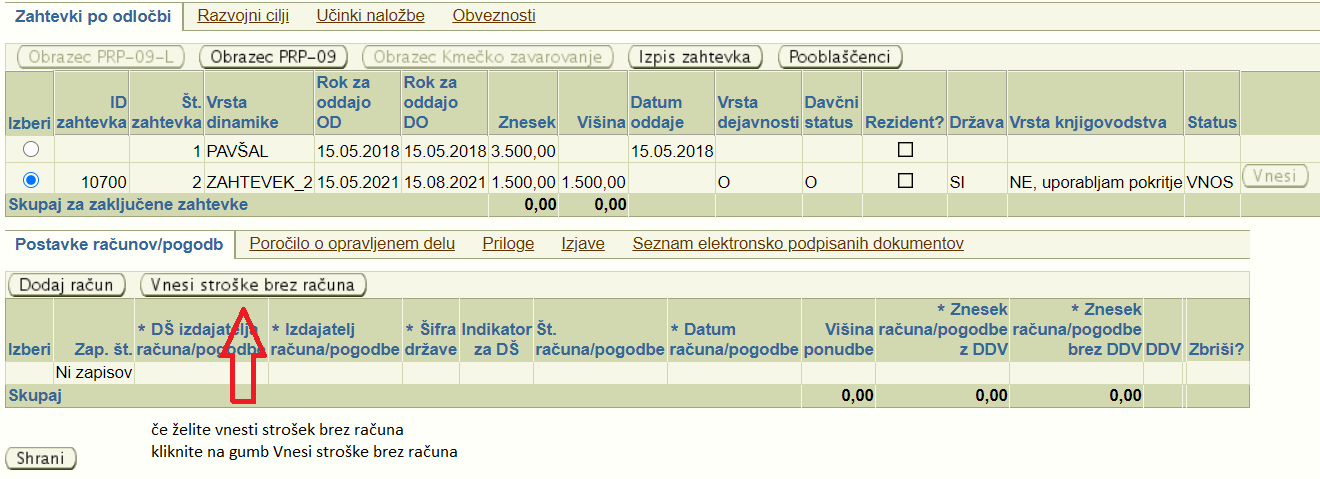 Zahtevki po odločbi Razvojni cilji Učinki naložbe Obveznosti
Obrazec PRP-09-L Obrazec PRP-09 Obrazec Kmečko zavarovanje Izpis zahtevka Pooblaščenci
Izberi ID zahtevka Št. zahtevka Vrsta dinamike Rok za oddajo OD Rok za oddajo DO Znesek Višina Datum oddaje Vrsta dejavnosti Davčni status Rezident? Država Vrsta knjigovodstva Status
1 PAVŠAL 15.05.2018 15.05.2018 3.500,00 15.05.2018
10700 2 ZAHTEVEK_2 15.05.2021 15.08.2021 1.500,00 1.500,00 O O SI NE, uporabljam pokritje VNOS Vnesi
Skupaj za zaključene zahtevke 0,00 0,00
Postavke računov/pogodb Poročilo o opravljenem delu Priloge Izjave Seznam elektronsko podpisanih dokumentov
Dodaj račun Vnesi stroške brez računa
Izberi Zap. št. * DŠ izdajatelja računa/pogodbe * Izdajatelj računa/pogodbe * Šifra države Indikator za DŠ Št. računa/pogodbe * Datum računa/pogodbe Višina ponudbe * Znesek računa/pogodbe z DDV * Znesek računa/pogodbe brez DDV DDV Zbriši?
Ni zapisov
Skupaj 0,00 0,00 0,00
če želite vnesti strošek brez računa
kliknite na gumb Vnesi stroške brez računa
Shrani